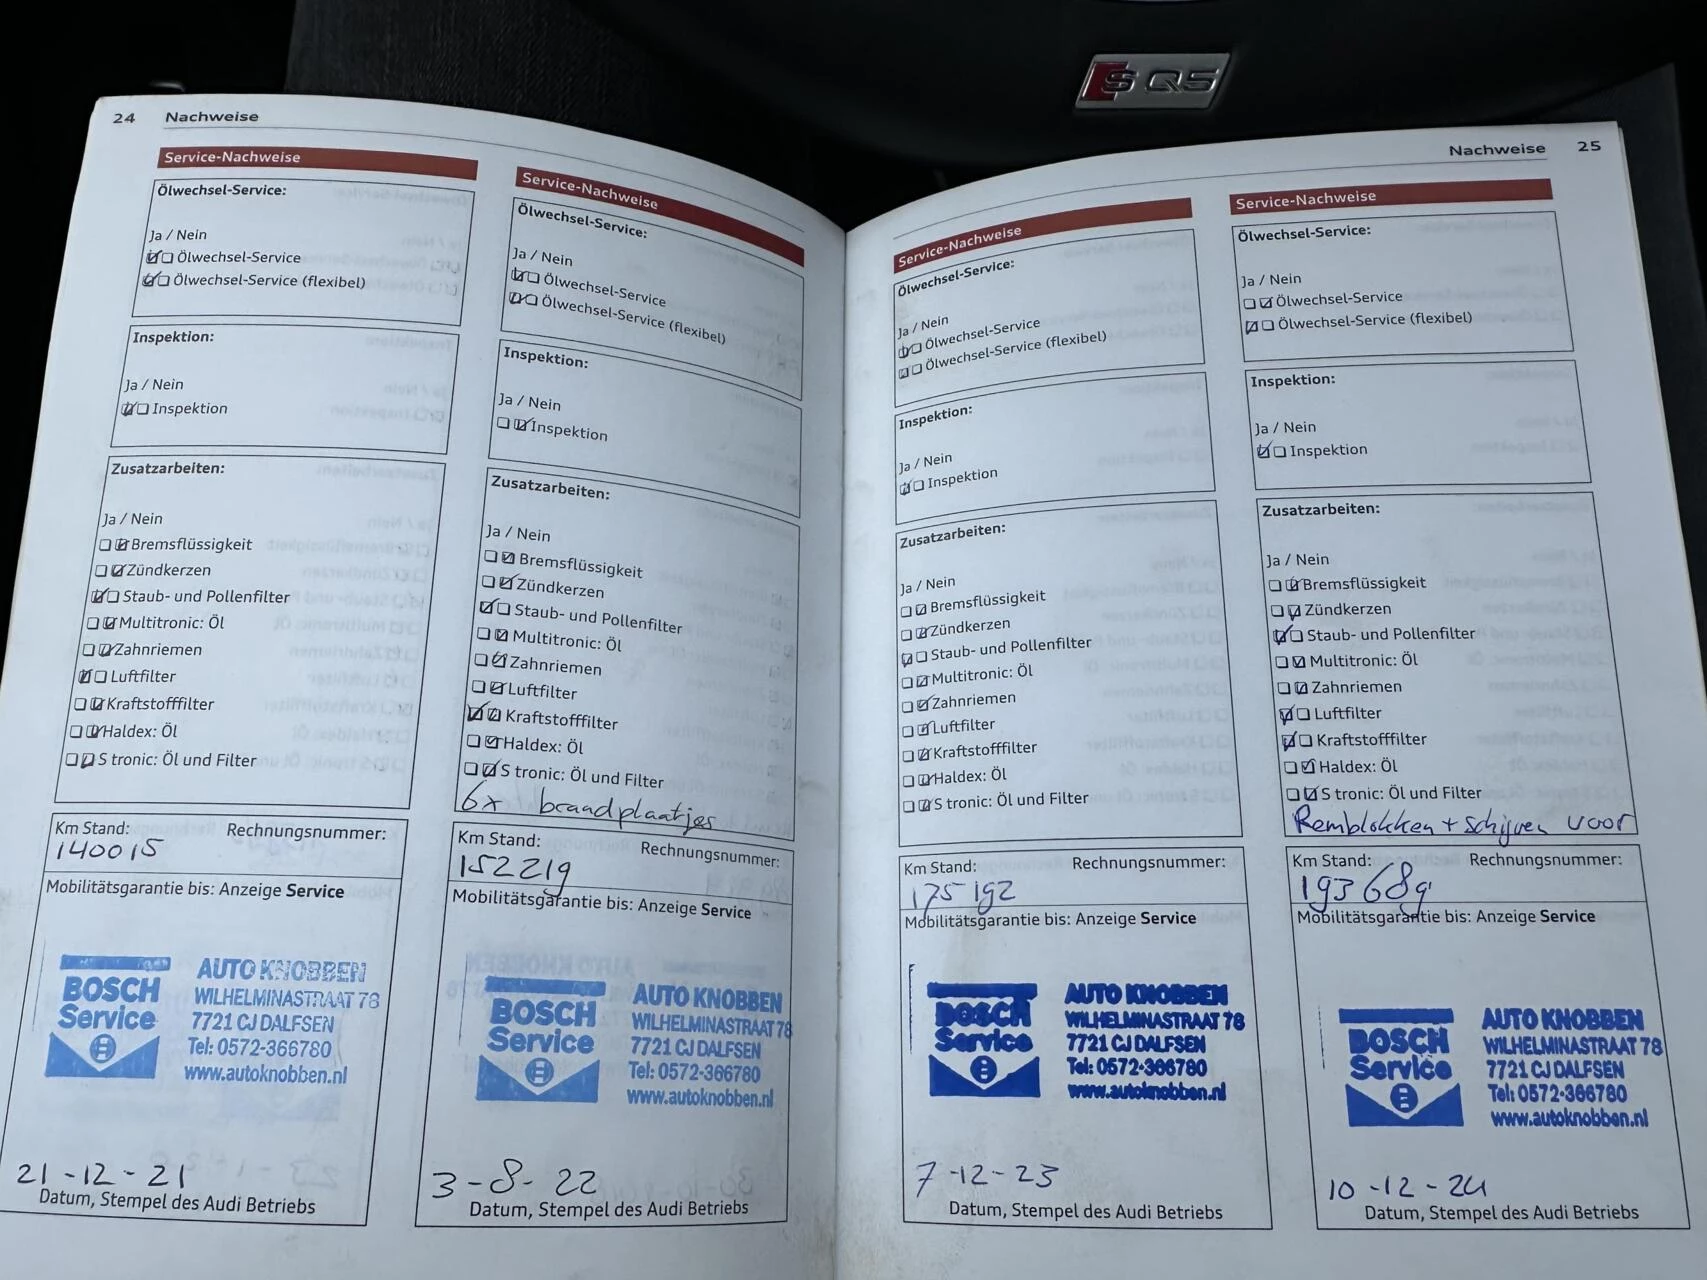 SQ5
24 Nachweise
Service-Nachweise
Ölwechsel-Service:
Ja / Nein
Ölwechsel-Service
Ölwechsel-Service (flexibel)
Inspektion:
Ja / Nein
Inspektion
Zusatzarbeiten:
Ja / Nein
Bremsflüssigkeit
Zündkerzen
Staub- und Pollenfilter
Multitronic: Öl
Zahnriemen
Luftfilter
Kraftstofffilter
Haldex: Öl
S tronic: Öl und Filter
Km Stand: Rechnungsnummer:
140015
Mobilitätsgarantie bis: Anzeige Service
BOSCH
Service
AUTO KNOBBEN
WILHELMINASTRAAT 78
7721 CJ DALFSEN
Tel: 0572-366780
www.autoknobben.nl
21-12-21
Datum, Stempel des Audi Betriebs
Service-Nachweise
Ölwechsel-Service:
Ja / Nein
Ölwechsel-Service
Ölwechsel-Service (flexibel)
Inspektion:
Ja / Nein
Inspektion
Zusatzarbeiten:
Ja / Nein
Bremsflüssigkeit
Zündkerzen
Staub- und Pollenfilter
Multitronic: Öl
Zahnriemen
Luftfilter
Kraftstofffilter
Haldex: Öl
S tronic: Öl und Filter
6x brandplaatjes
Km Stand: Rechnungsnummer:
152219
Mobilitätsgarantie bis: Anzeige Service
BOSCH
Service
AUTO KNOBBEN
WILHELMINASTRAAT 78
7721 CJ DALFSEN
Tel: 0572-366780
www.autoknobben.nl
3-8-22
Datum, Stempel des Audi Betriebs
Nachweise 25
Service-Nachweise
Ölwechsel-Service:
Ja / Nein
Ölwechsel-Service
Ölwechsel-Service (flexibel)
Inspektion:
Ja / Nein
Inspektion
Zusatzarbeiten:
Ja / Nein
Bremsflüssigkeit
Zündkerzen
Staub- und Pollenfilter
Multitronic: Öl
Zahnriemen
Luftfilter
Kraftstofffilter
Haldex: Öl
S tronic: Öl und Filter
Km Stand: Rechnungsnummer:
175192
Mobilitätsgarantie bis: Anzeige Service
BOSCH
Service
AUTO KNOBBEN
WILHELMINASTRAAT 78
7721 CJ DALFSEN
Tel: 0572-366780
www.autoknobben.nl
7-12-23
Datum, Stempel des Audi Betriebs
Service-Nachweise
Ölwechsel-Service:
Ja / Nein
Ölwechsel-Service
Ölwechsel-Service (flexibel)
Inspektion:
Ja / Nein
Inspektion
Zusatzarbeiten:
Ja / Nein
Bremsflüssigkeit
Zündkerzen
Staub- und Pollenfilter
Multitronic: Öl
Zahnriemen
Luftfilter
Kraftstofffilter
Haldex: Öl
S tronic: Öl und Filter
Remblokken + schijven voor
Km Stand: Rechnungsnummer:
193689
Mobilitätsgarantie bis: Anzeige Service
BOSCH
Service
AUTO KNOBBEN
WILHELMINASTRAAT 78
7721 CJ DALFSEN
Tel: 0572-366780
www.autoknobben.nl
10-12-24
Datum, Stempel des Audi Betriebs